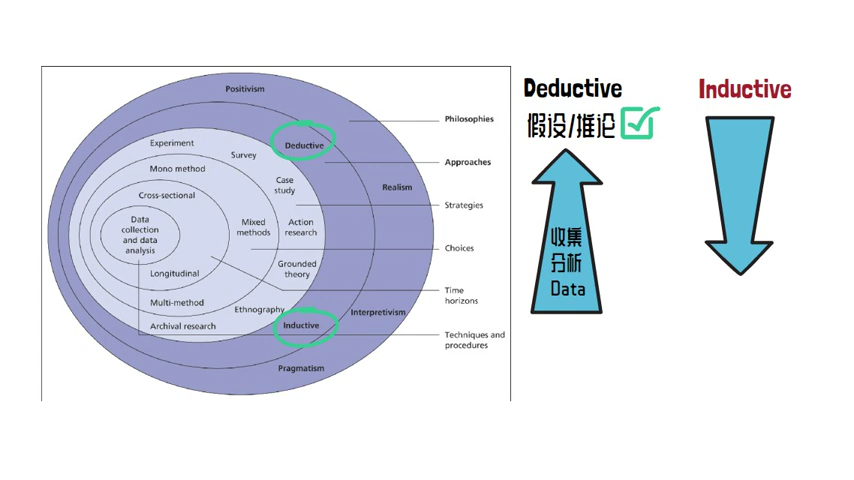 Positivism
Philosophies
Experiment
Survey
Deductive
Mono method
Approaches
Case
study
Realism
Cross-sectional
Strategies
Data
collection
and data
analysis
Mixed
methods
Action
research
Choices
Longitudinal
Grounded
theory
Time
horizons
Multi-method
Ethnography
Interpretivism
Archival research
Inductive
Techniques and
procedures
Pragmatism
Deductive
假设/推论
收集
分析
Data
Inductive